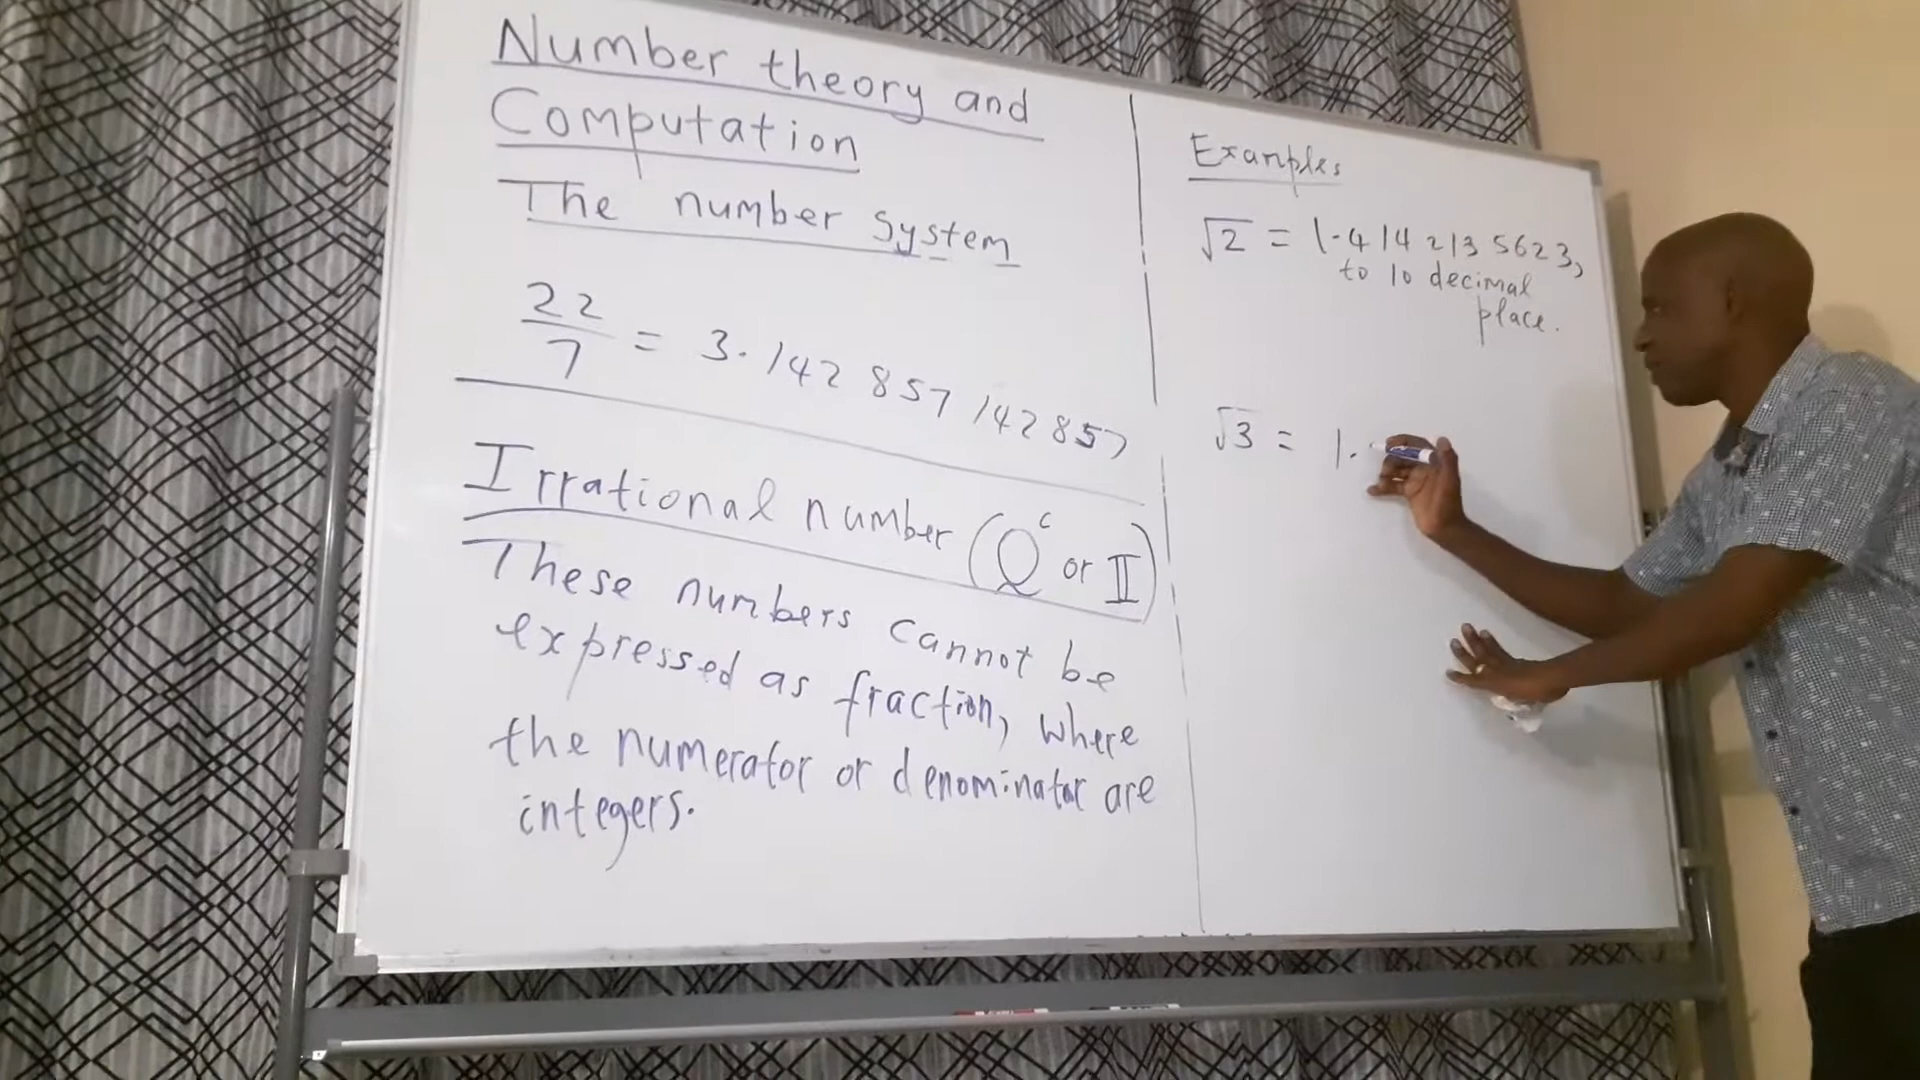 Number theory and
Computation
The number System
22/7 = 3.142 857 142857
Irrational number (Qᶜ or II)
These numbers cannot be
expressed as fraction, where
the numerator or denominator are
integers.
Examples
√2 = 1.4142135623,
to 10 decimal
place.
√3 = 1.